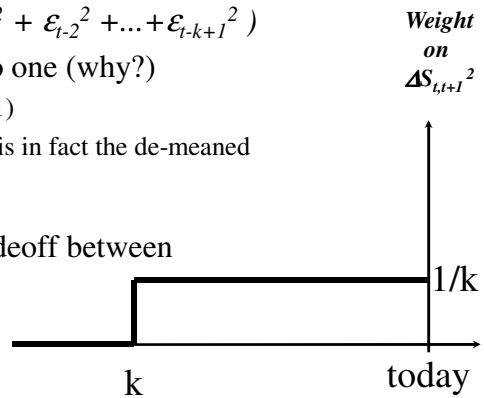 ² + ε_{t-2}² +...+ε_{t-k+1}² )
one (why?)
)
is in fact the de-meaned
between
Weight
on
ΔS_{t,t+1}²
1/k
k
today